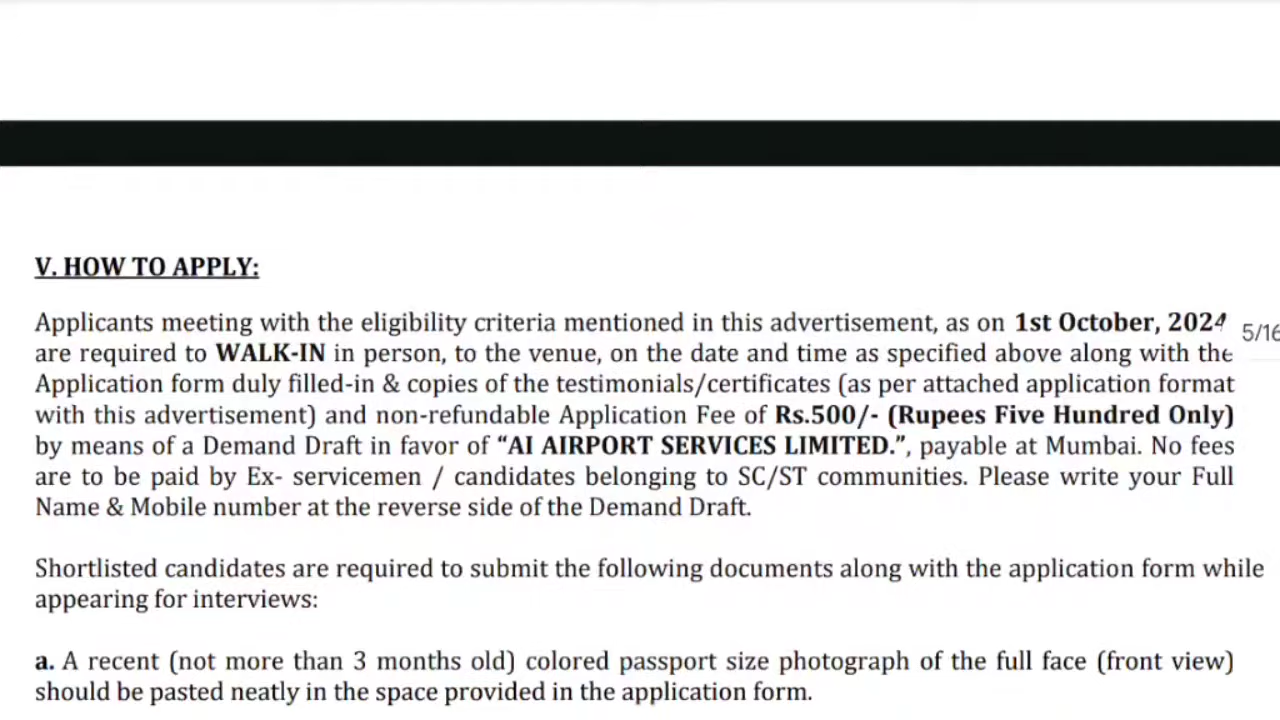 V. HOW TO APPLY:
Applicants meeting with the eligibility criteria mentioned in this advertisement, as on 1st October, 2024
5/16
are required to WALK-IN in person, to the venue, on the date and time as specified above along with the
Application form duly filled-in & copies of the testimonials/certificates (as per attached application format
with this advertisement) and non-refundable Application Fee of Rs.500/- (Rupees Five Hundred Only)
by means of a Demand Draft in favor of “AI AIRPORT SERVICES LIMITED.”, payable at Mumbai. No fees
are to be paid by Ex- servicemen / candidates belonging to SC/ST communities. Please write your Full
Name & Mobile number at the reverse side of the Demand Draft.
Shortlisted candidates are required to submit the following documents along with the application form while
appearing for interviews:
a. A recent (not more than 3 months old) colored passport size photograph of the full face (front view)
should be pasted neatly in the space provided in the application form.